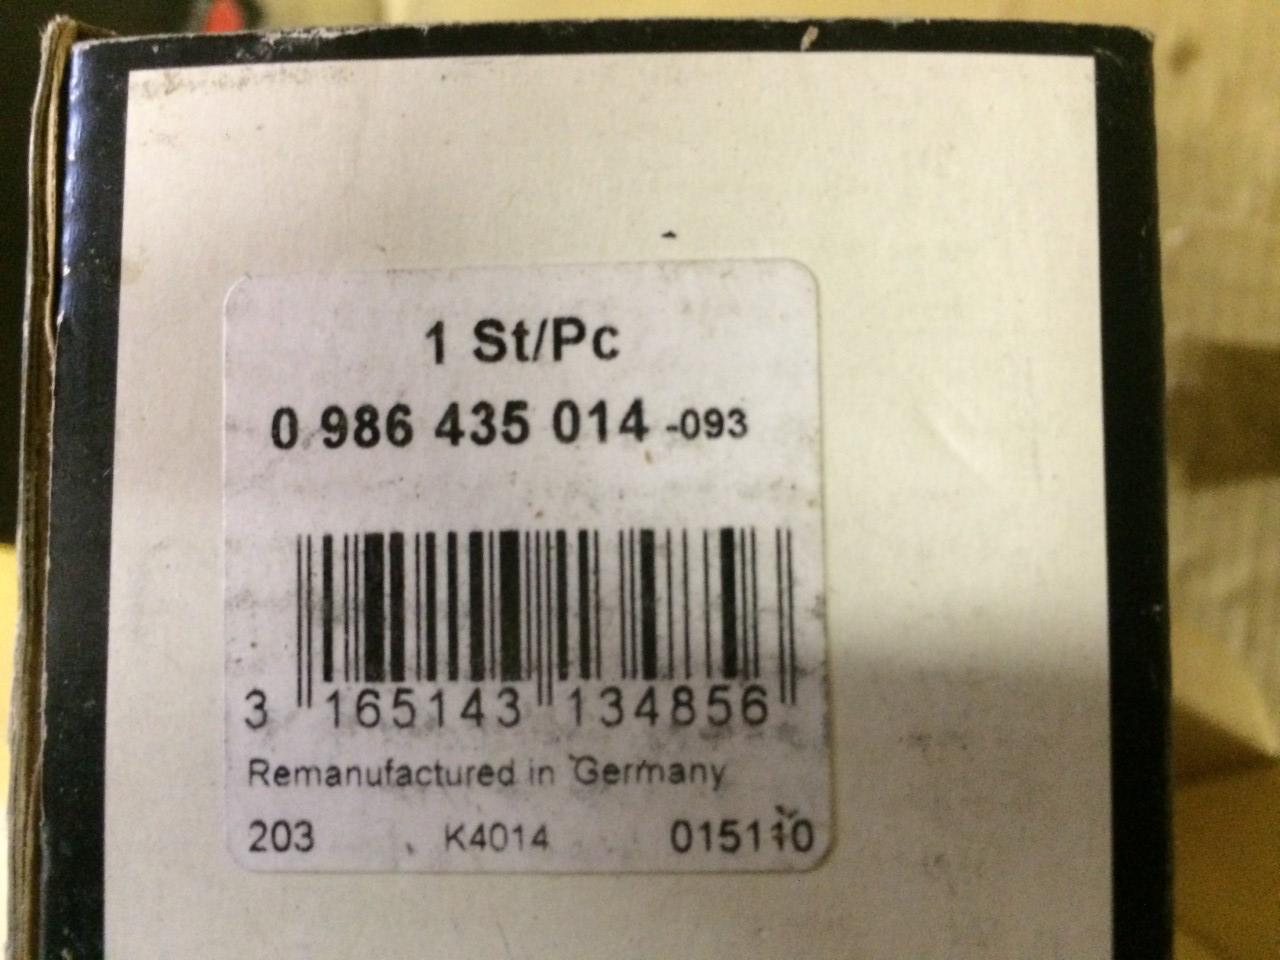 1 St/Pc
0 986 435 014 -093
3 165143 134856
Remanufactured in Germany
203 K4014 015110